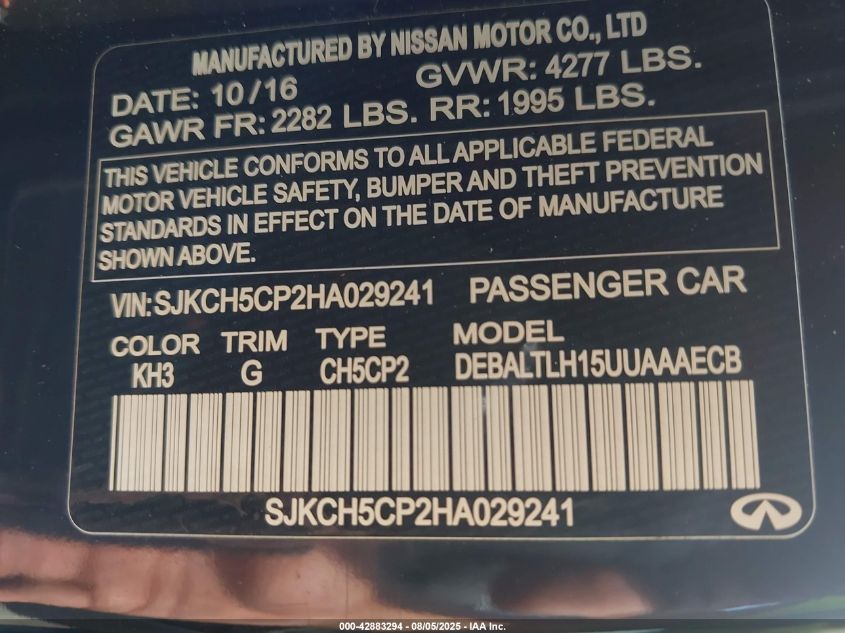 MANUFACTURED BY NISSAN MOTOR CO., LTD
DATE: 10/16 GVWR: 4277 LBS.
GAWR FR: 2282 LBS. RR: 1995 LBS.
THIS VEHICLE CONFORMS TO ALL APPLICABLE FEDERAL
MOTOR VEHICLE SAFETY, BUMPER AND THEFT PREVENTION
STANDARDS IN EFFECT ON THE DATE OF MANUFACTURE
SHOWN ABOVE.
VIN: SJKCH5CP2HA029241 PASSENGER CAR
COLOR TRIM TYPE MODEL
KH3 G CH5CP2 DEBALTLH15UUAAAECB
SJKCH5CP2HA029241
000-42883294 - 08/05/2025 - IAA Inc.